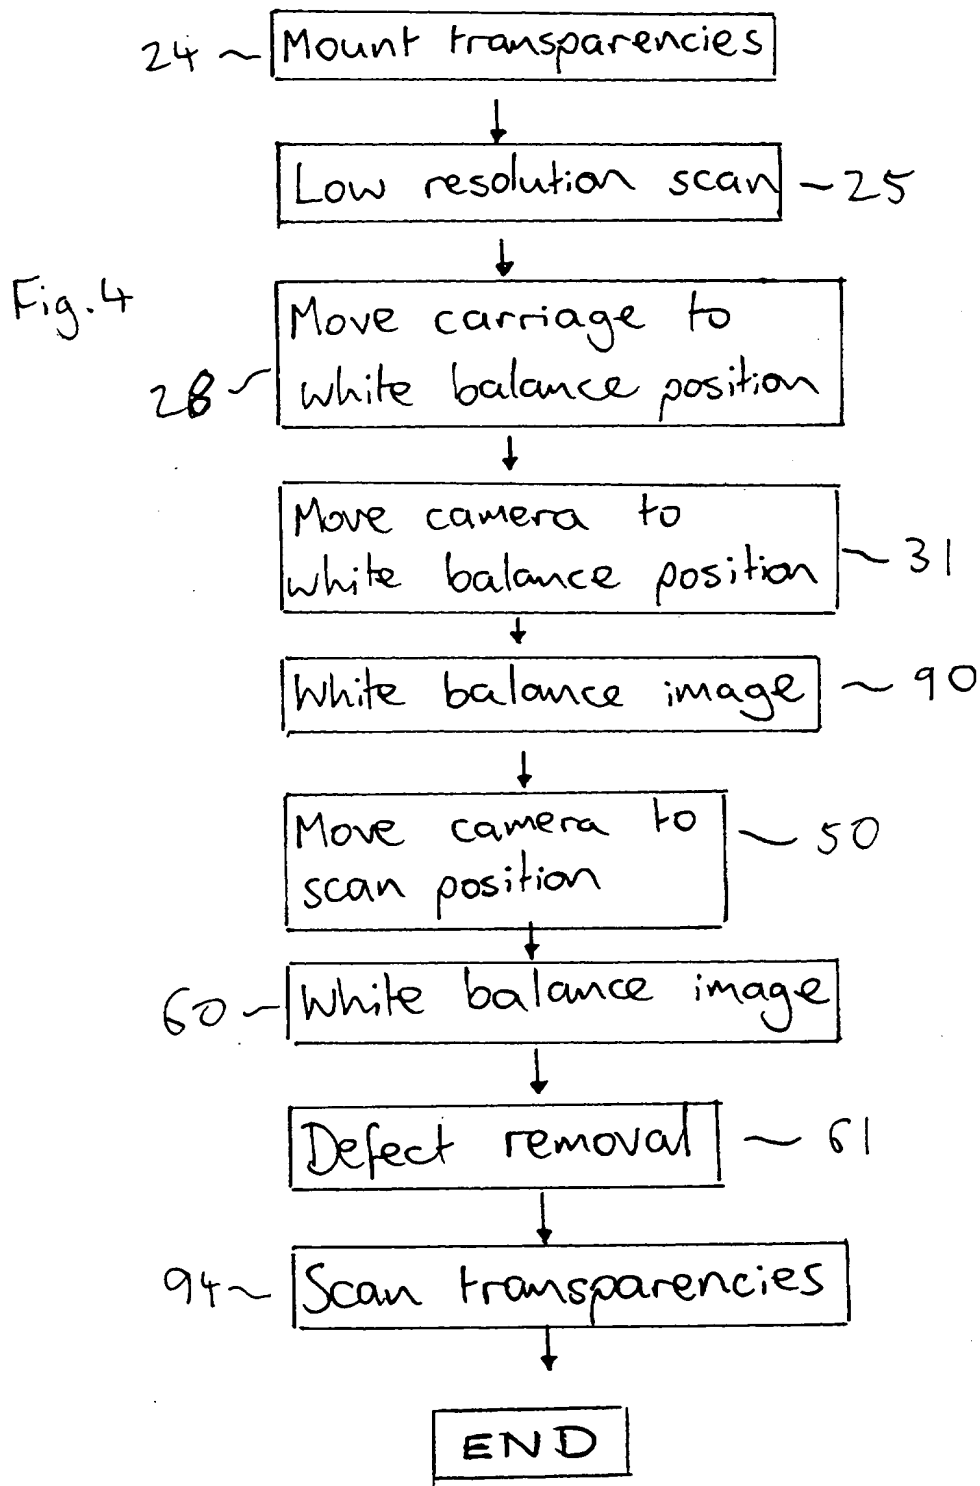 24 Mount transparencies
Low resolution scan 25
Fig. 4
Move carriage to
28 white balance position
Move camera to
white balance position 31
White balance image 90
Move camera to 50
scan position
60 White balance image
Defect removal 61
94 Scan transparencies
END